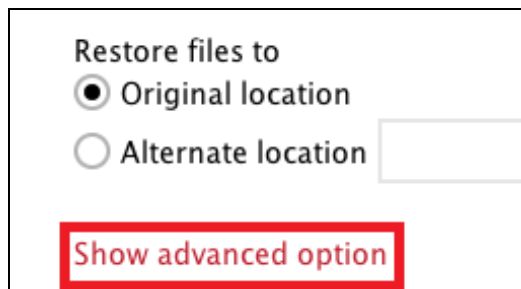 Restore files to
Original location
Alternate location
Show advanced option